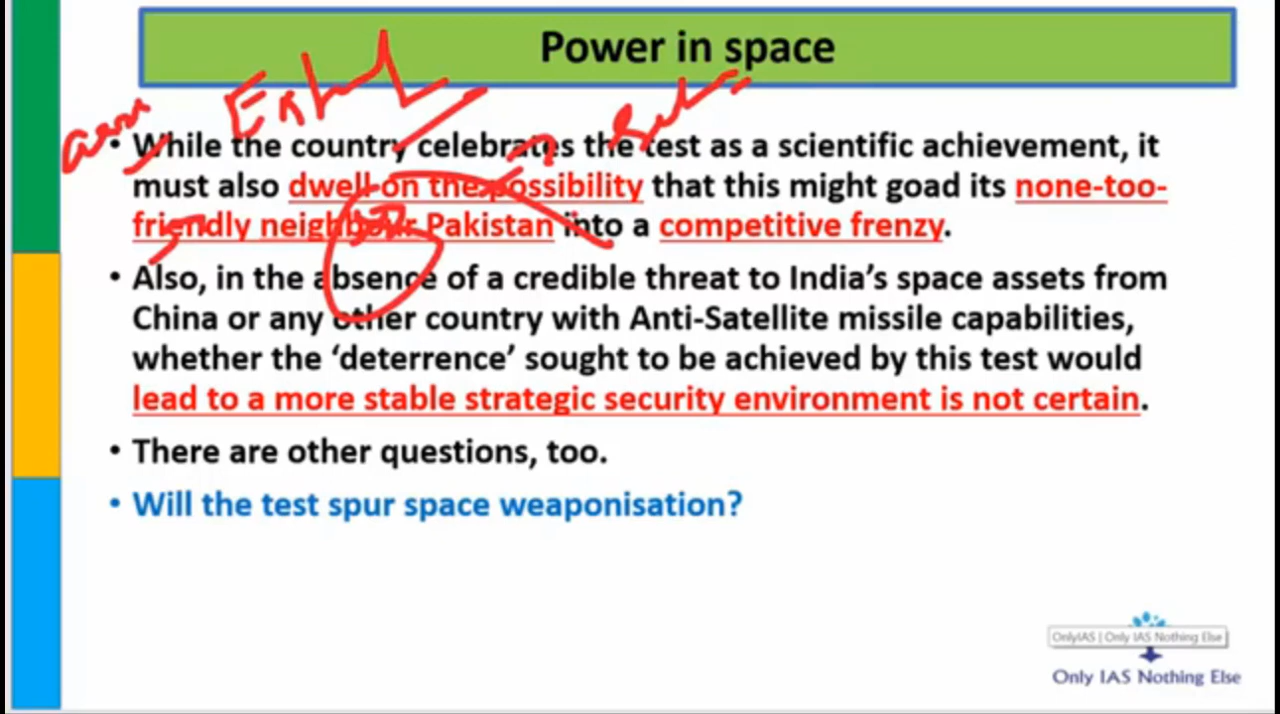 Power in space
• While the country celebrates the test as a scientific achievement, it
must also dwell on the possibility that this might goad its none-too-
friendly neighbour Pakistan into a competitive frenzy.
• Also, in the absence of a credible threat to India's space assets from
China or any other country with Anti-Satellite missile capabilities,
whether the 'deterrence' sought to be achieved by this test would
lead to a more stable strategic security environment is not certain.
• There are other questions, too.
• Will the test spur space weaponisation?
OnlyIAS | Only IAS Nothing Else
Only IAS Nothing Else